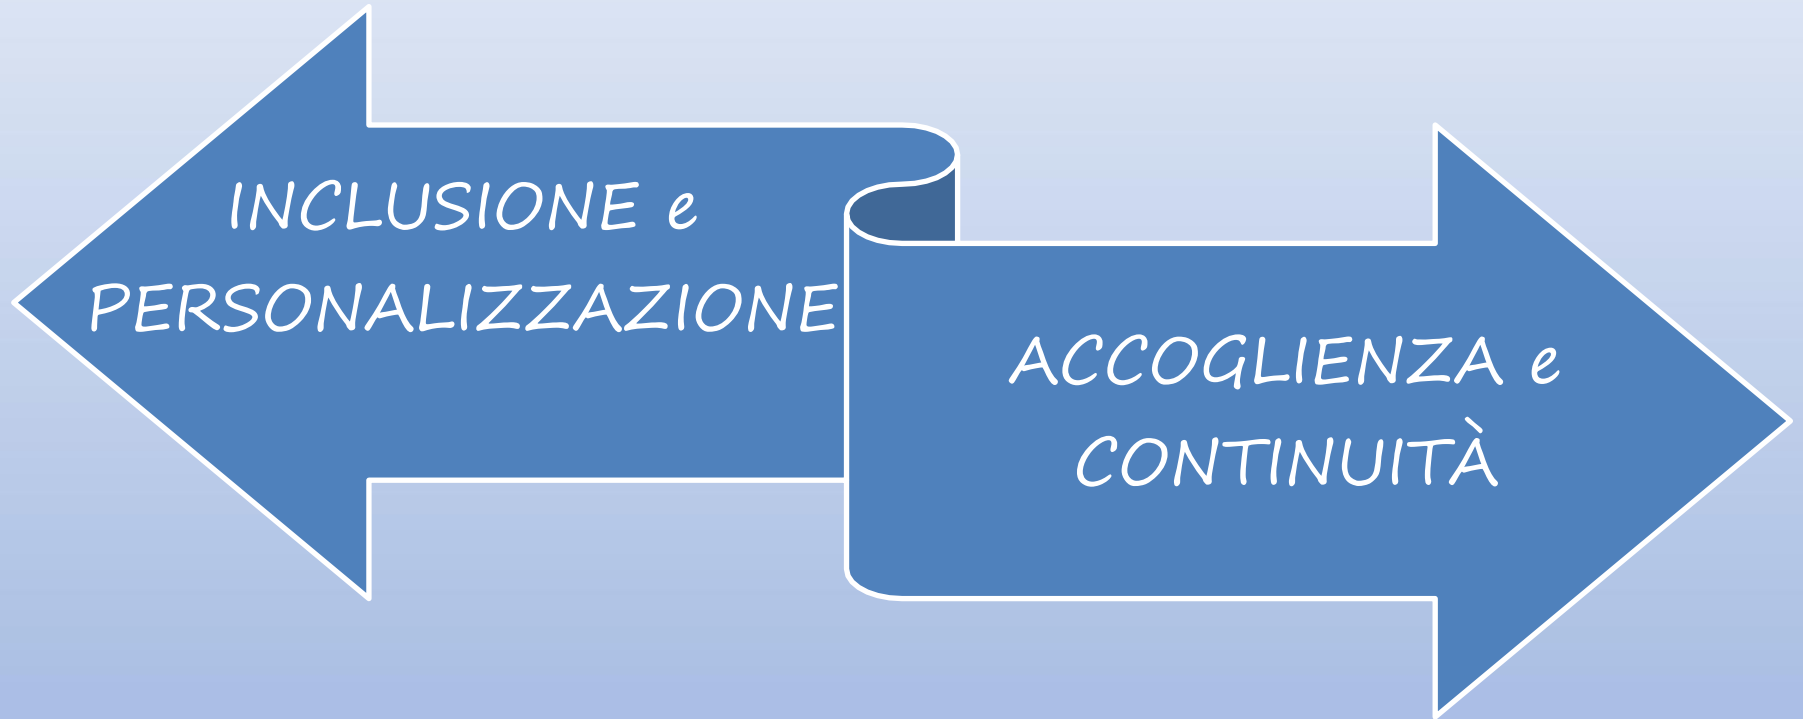 INCLUSIONE e
PERSONALIZZAZIONE
ACCOGLIENZA e
CONTINUITÀ